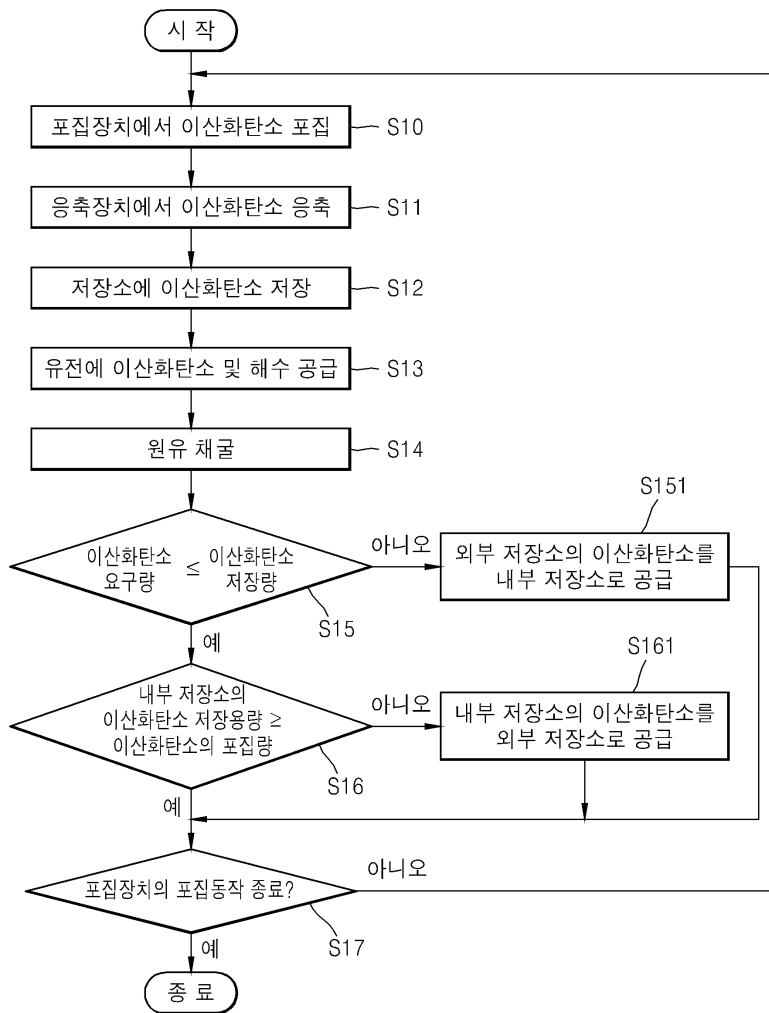 시 작
포집장치에서 이산화탄소 포집
S10
응축장치에서 이산화탄소 응축
S11
저장소에 이산화탄소 저장
S12
유전에 이산화탄소 및 해수 공급
S13
원유 채굴
S14
이산화탄소
요구량
≤
이산화탄소
저장량
S15
아니오
예
S151
외부 저장소의 이산화탄소를
내부 저장소로 공급
내부 저장소의
이산화탄소 저장용량 ≥
이산화탄소의 포집량
S16
아니오
예
S161
내부 저장소의 이산화탄소를
외부 저장소로 공급
포집장치의 포집동작 종료?
S17
아니오
예
종 료